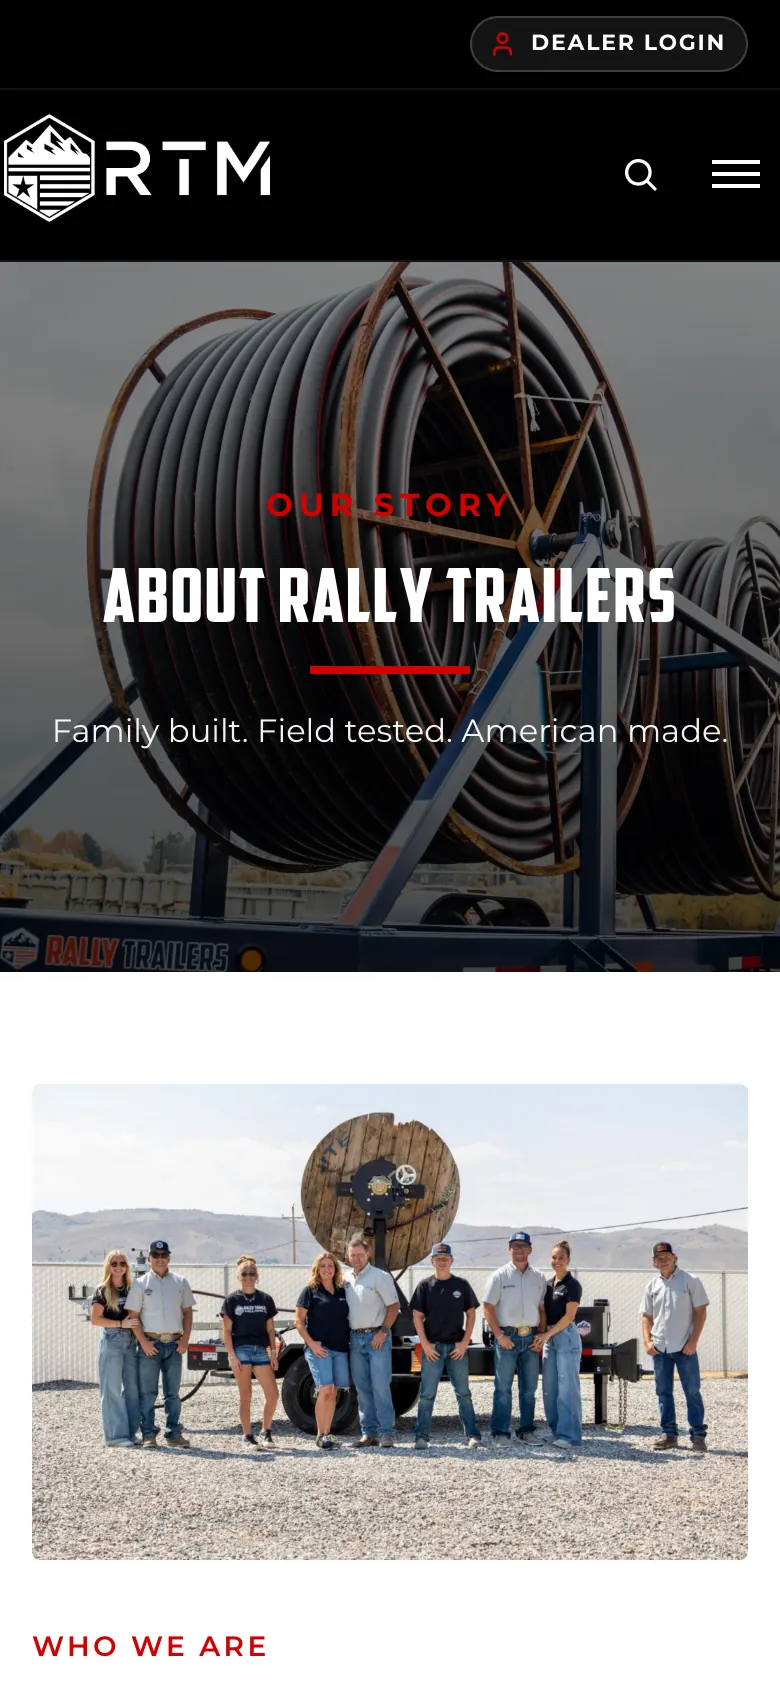 DEALER LOGIN
RTM
OUR STORY
ABOUT RALLY TRAILERS
Family built. Field tested. American made.
RALLY TRAILERS
WHO WE ARE